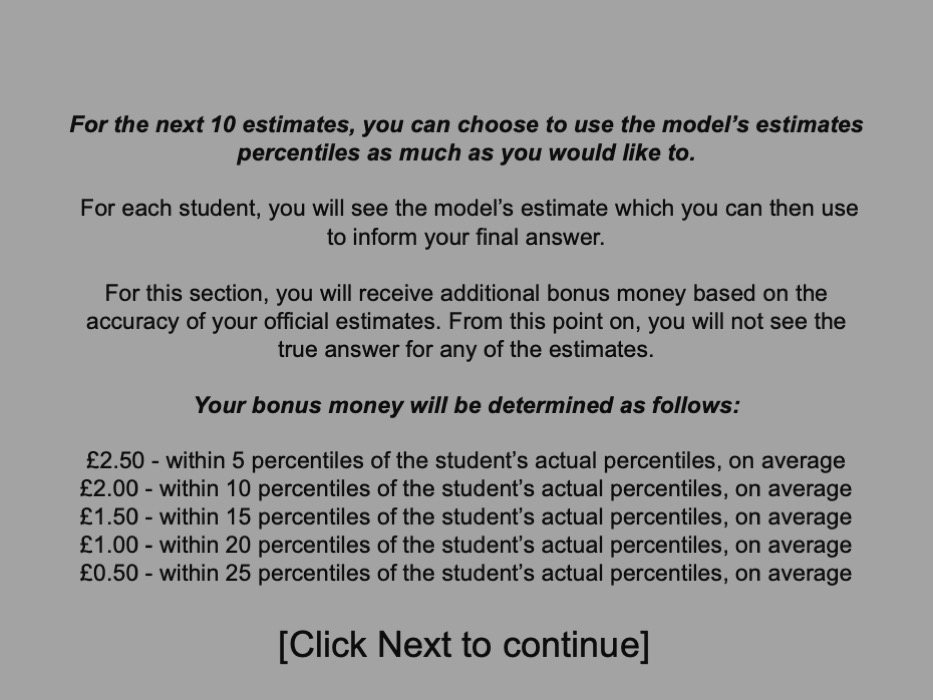 For the next 10 estimates, you can choose to use the model’s estimates
percentiles as much as you would like to.
For each student, you will see the model’s estimate which you can then use
to inform your final answer.
For this section, you will receive additional bonus money based on the
accuracy of your official estimates. From this point on, you will not see the
true answer for any of the estimates.
Your bonus money will be determined as follows:
£2.50 - within 5 percentiles of the student’s actual percentiles, on average
£2.00 - within 10 percentiles of the student’s actual percentiles, on average
£1.50 - within 15 percentiles of the student’s actual percentiles, on average
£1.00 - within 20 percentiles of the student’s actual percentiles, on average
£0.50 - within 25 percentiles of the student’s actual percentiles, on average
[Click Next to continue]